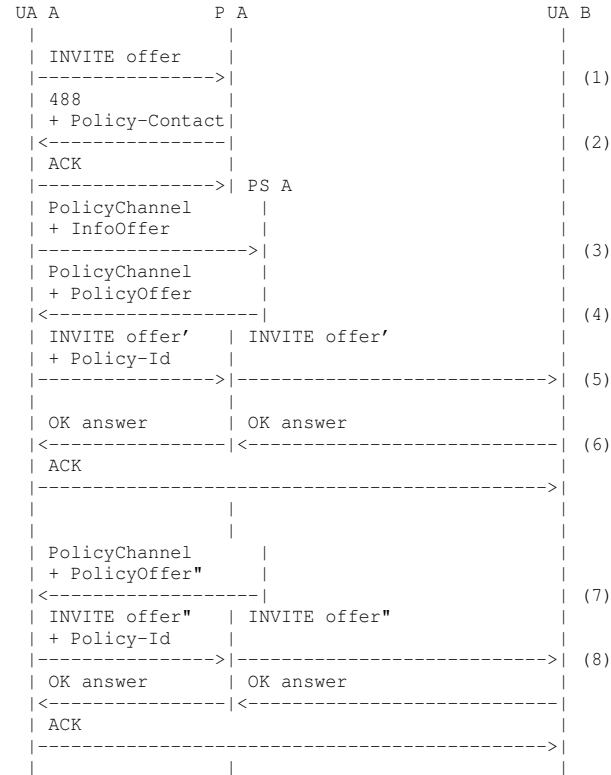 UA A P A UA B
INVITE offer
(1)
488
+ Policy-Contact
(2)
ACK
PS A
PolicyChannel
+ InfoOffer
(3)
PolicyChannel
+ PolicyOffer
(4)
INVITE offer’ INVITE offer’
+ Policy-Id
(5)
OK answer OK answer
(6)
ACK
PolicyChannel
+ PolicyOffer"
(7)
INVITE offer" INVITE offer"
+ Policy-Id
(8)
OK answer OK answer
ACK